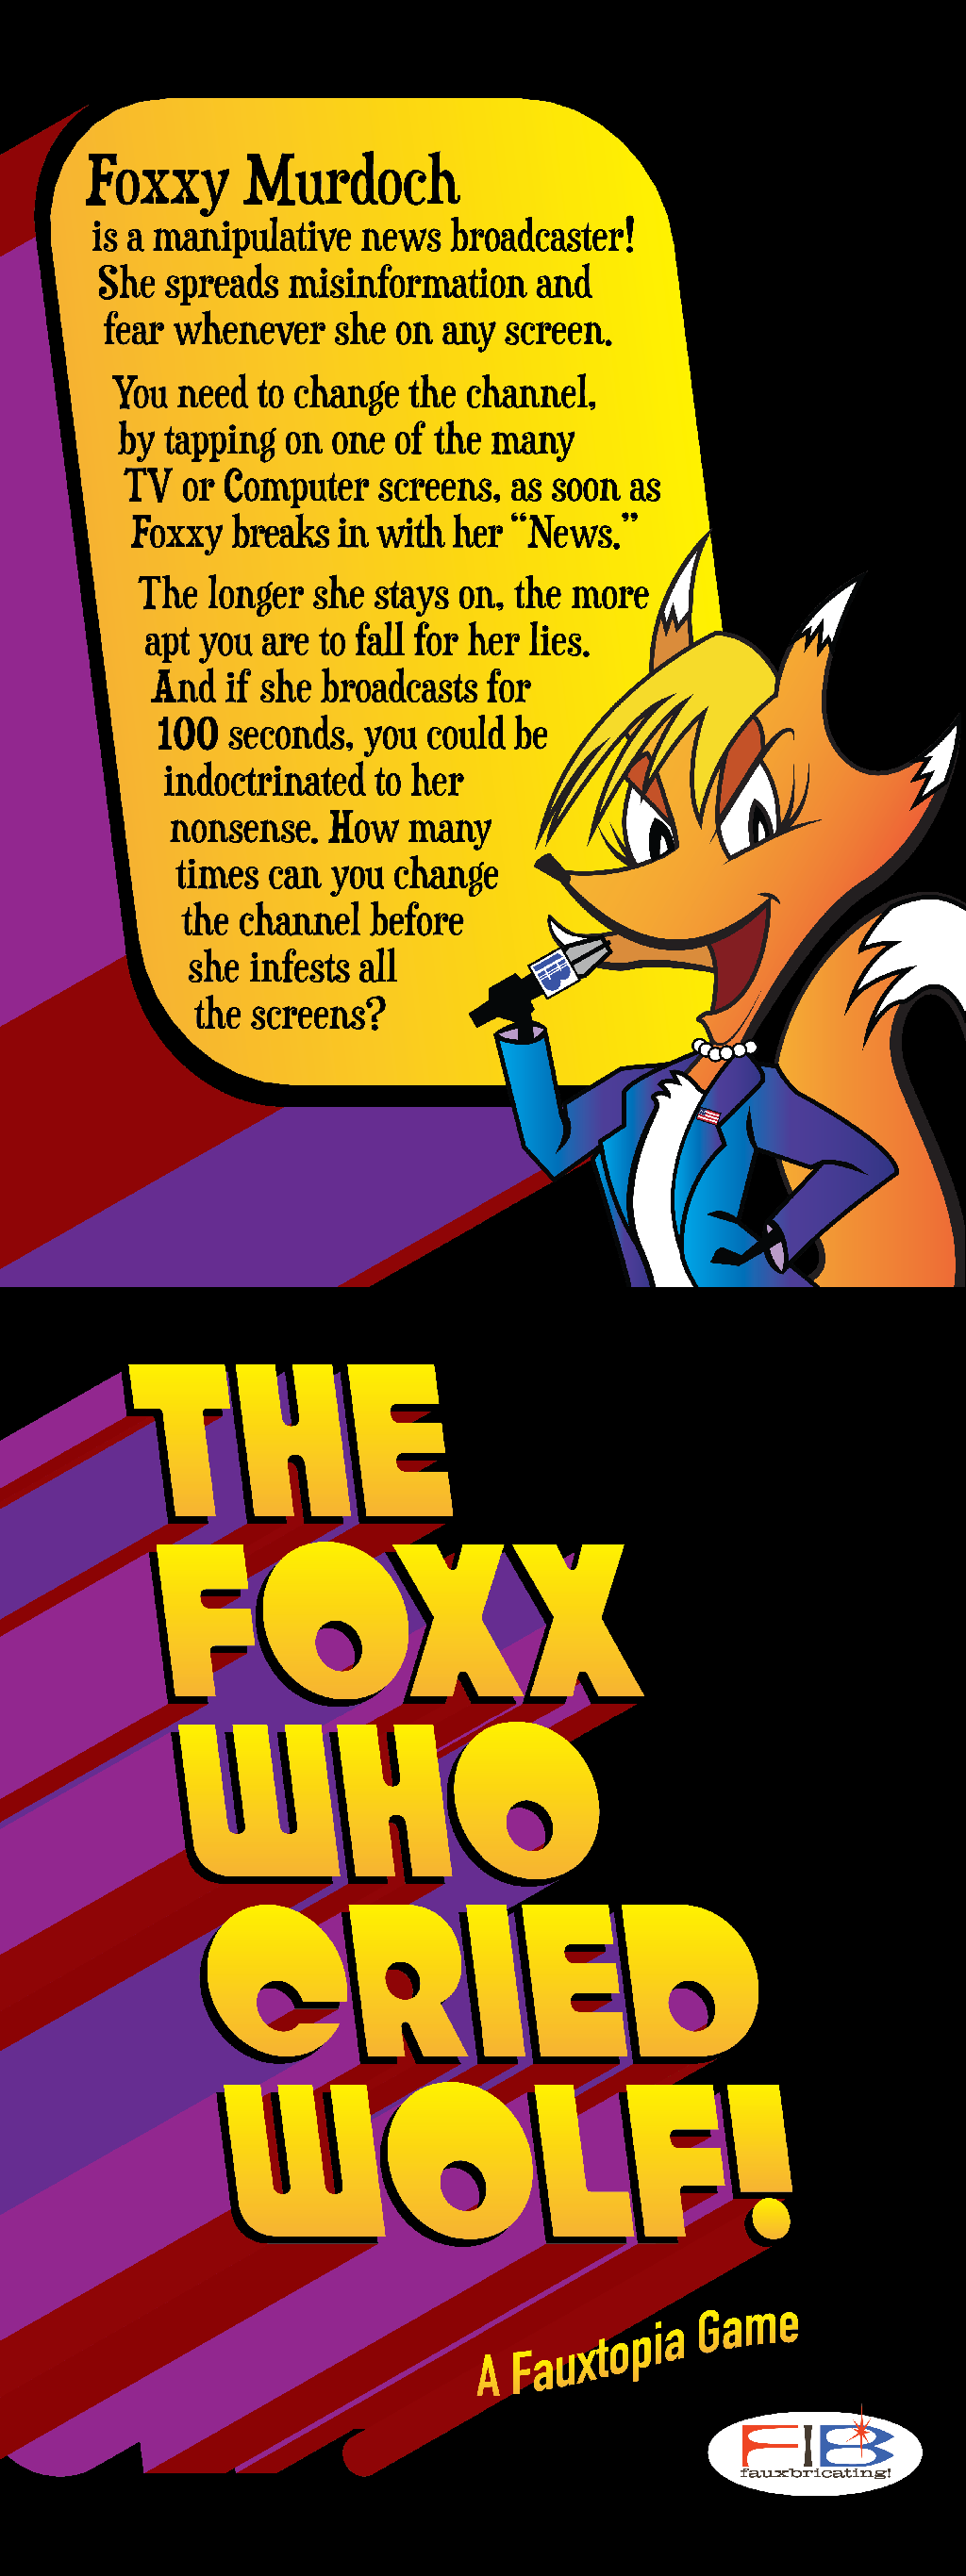 Foxxy Murdoch
is a manipulative news broadcaster!
She spreads misinformation and
fear whenever she on any screen.
You need to change the channel,
by tapping on one of the many
TV or Computer screens, as soon as
Foxxy breaks in with her “News.”
The longer she stays on, the more
apt you are to fall for her lies.
And if she broadcasts for
100 seconds, you could be
indoctrinated to her
nonsense. How many
times can you change
the channel before
she infests all
the screens?
THE
FOXX
WHO
CRIED
WOLF!
A Fauxtopia Game
FIB
fauxbricating!